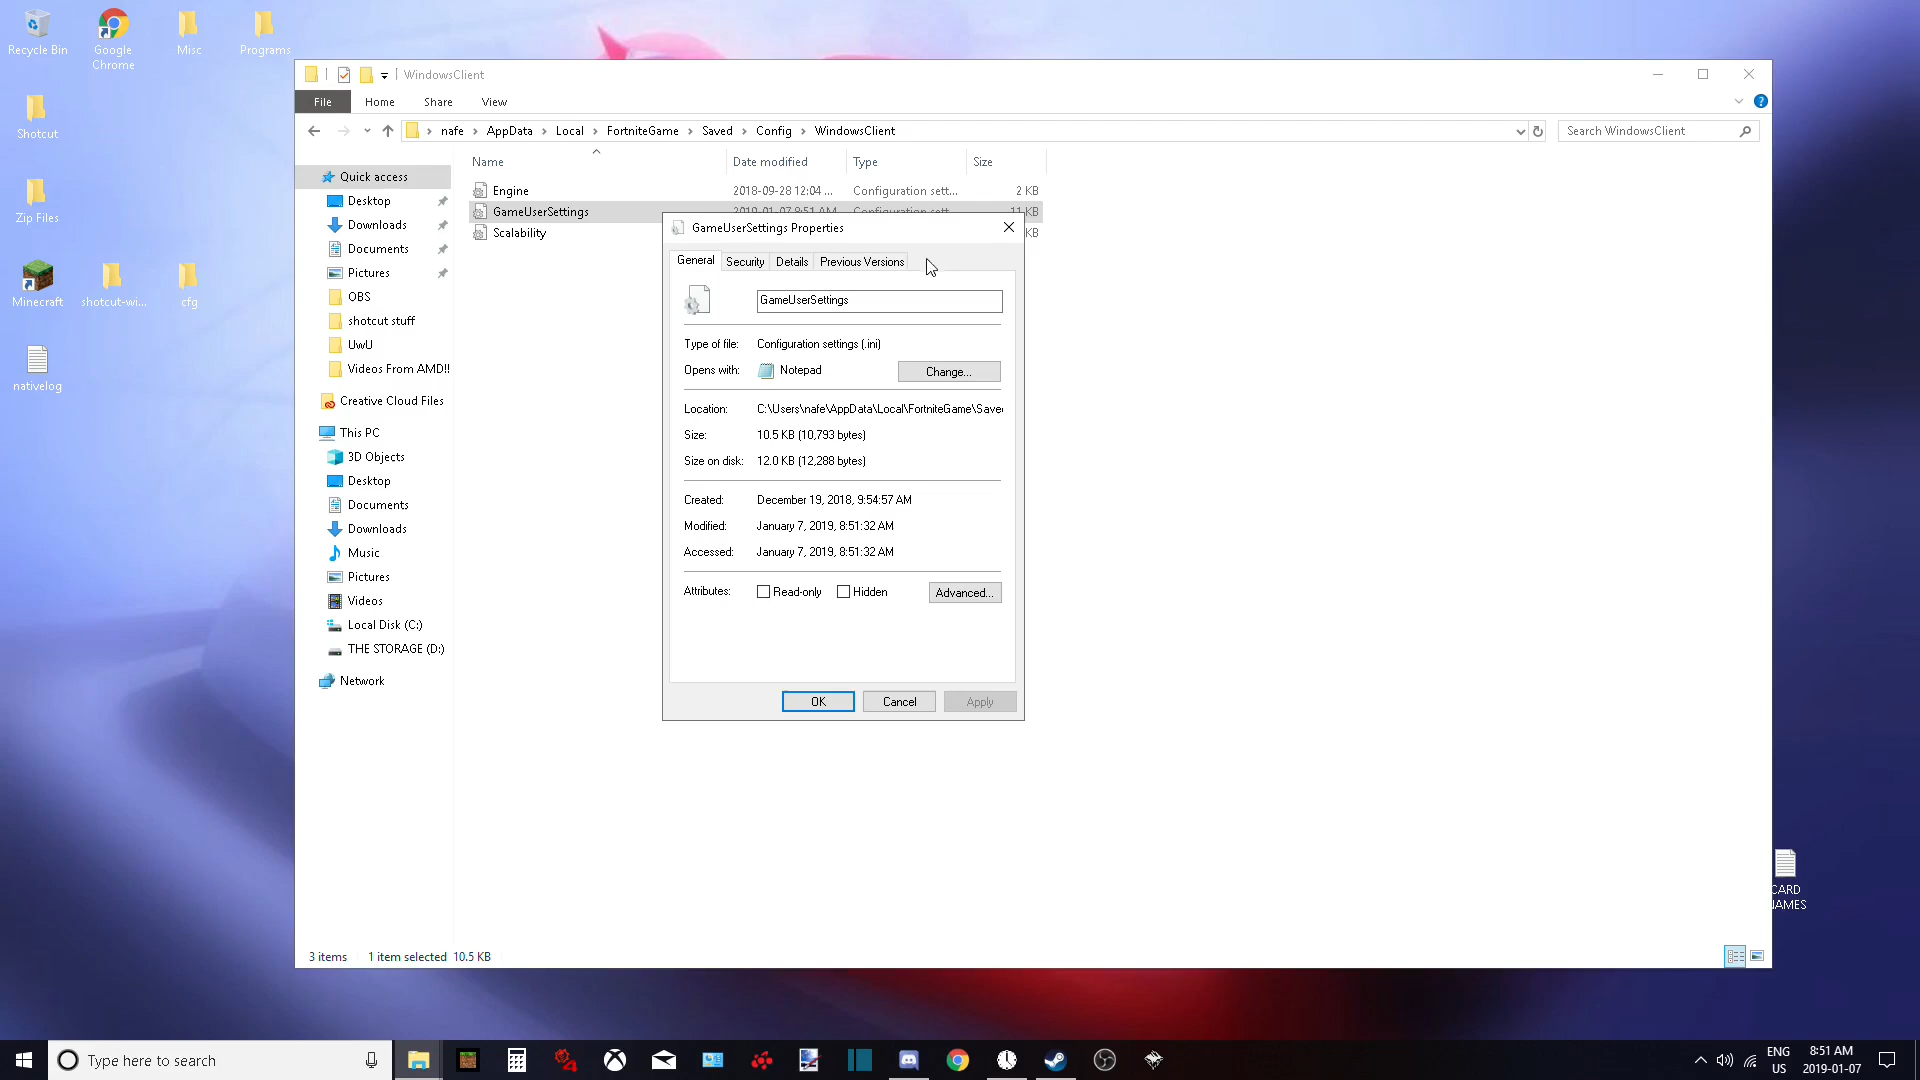 Recycle Bin
Google Chrome
Misc
Programs
Shotcut
Zip Files
Minecraft
shotcut-wi...
cfg
nativelog
WindowsClient
File Home Share View
nafe AppData Local FortniteGame Saved Config WindowsClient
Search WindowsClient
Name Date modified Type Size
Engine 2018-09-28 12:04 ... Configuration sett... 2 KB
GameUserSettings 2019-01-07 8:51 AM Configuration sett... 11 KB
Scalability KB
Quick access
Desktop
Downloads
Documents
Pictures
OBS
shotcut stuff
UwU
Videos From AMD!!
Creative Cloud Files
This PC
3D Objects
Desktop
Documents
Downloads
Music
Pictures
Videos
Local Disk (C:)
THE STORAGE (D:)
Network
GameUserSettings Properties
General Security Details Previous Versions
GameUserSettings
Type of file: Configuration settings (.ini)
Opens with: Notepad Change...
Location: C:\Users\nafe\AppData\Local\FortniteGame\Saved
Size: 10.5 KB (10,793 bytes)
Size on disk: 12.0 KB (12,288 bytes)
Created: December 19, 2018, 9:54:57 AM
Modified: January 7, 2019, 8:51:32 AM
Accessed: January 7, 2019, 8:51:32 AM
Attributes: Read-only Hidden Advanced...
OK Cancel Apply
CARD
NAMES
3 items 1 item selected 10.5 KB
Type here to search
ENG
US
8:51 AM
2019-01-07